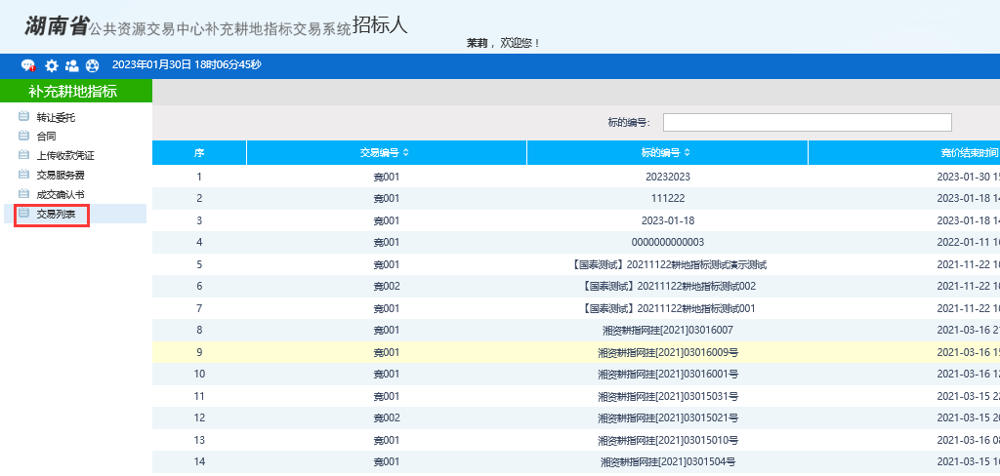 湖南省公共资源交易中心补充耕地指标交易系统招标人
茉莉 ，欢迎您！
2023年01月30日 18时06分45秒
补充耕地指标
转让委托
合同
上传收款凭证
交易服务费
成交确认书
交易列表
标的编号：
序 交易编号 标的编号 竞价结束时间
1 竞001 20232023 2023-01-30
2 竞001 111222 2023-01-18
3 竞001 2023-01-18 2023-01-18
4 竞001 0000000000003 2022-01-11
5 竞001 【国泰测试】20211122耕地指标测试演示测试 2021-11-22
6 竞002 【国泰测试】20211122耕地指标测试002 2021-11-22
7 竞001 【国泰测试】20211122耕地指标测试001 2021-11-22
8 竞001 湘资耕指网挂[2021]03016007 2021-03-16
9 竞001 湘资耕指网挂[2021]03016009号 2021-03-16
10 竞001 湘资耕指网挂[2021]03016001号 2021-03-16
11 竞001 湘资耕指网挂[2021]03015031号 2021-03-15
12 竞002 湘资耕指网挂[2021]03015021号 2021-03-15
13 竞001 湘资耕指网挂[2021]03015010号 2021-03-16
14 竞001 湘资耕指网挂[2021]0301504号 2021-03-15